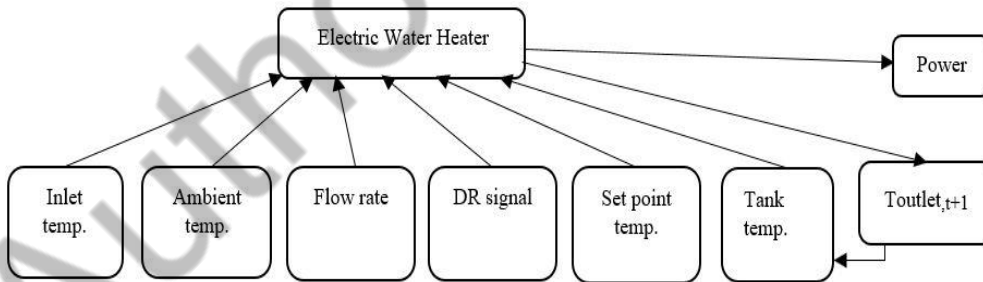 Electric Water Heater
Power
Inlet
temp.
Ambient
temp.
Flow rate
DR signal
Set point
temp.
Tank
temp.
Toutlet,t+1